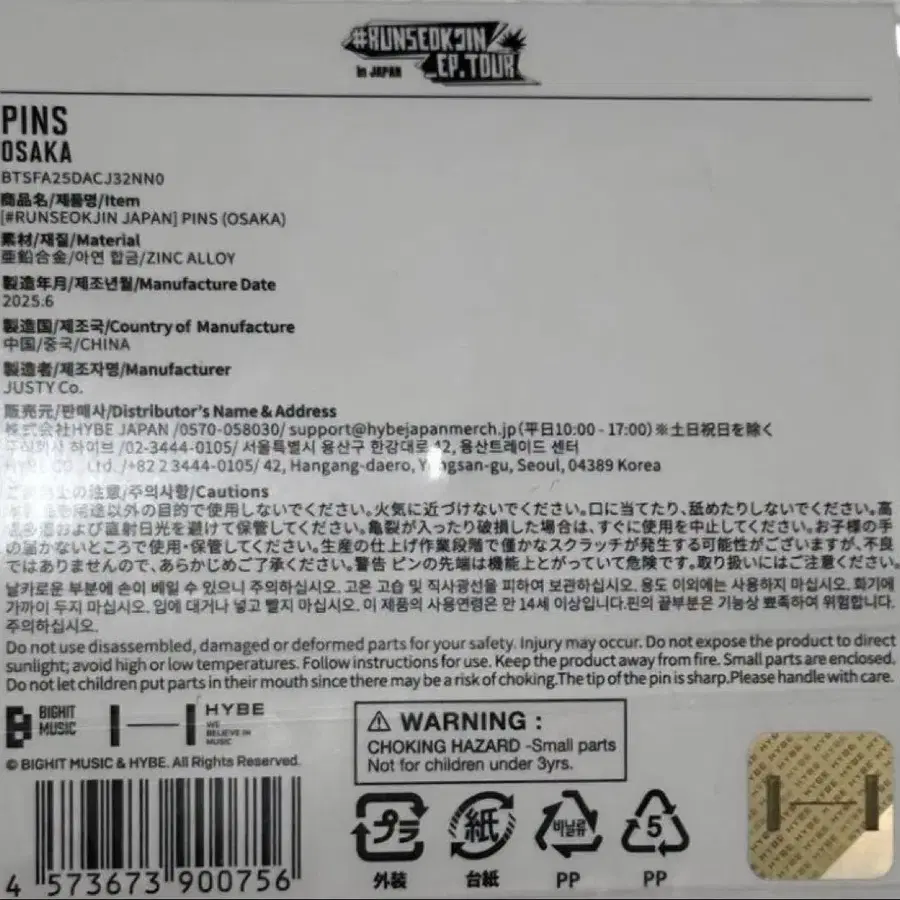 #RUNSEOKJIN
in JAPAN _EP.TOUR
PINS
OSAKA
BTSFA25DACJ32NN0
商品名/제품명/Item
[#RUNSEOKJIN JAPAN] PINS (OSAKA)
素材/재질/Material
亜鉛合金/아연 합금/ZINC ALLOY
製造年月/제조년월/Manufacture Date
2025.6
製造国/제조국/Country of Manufacture
中国/중국/CHINA
製造者/제조자명/Manufacturer
JUSTY Co.
販売元/판매사/Distributor's Name & Address
株式会社HYBE JAPAN /0570-058030/ support@hybejapanmerch.jp(平日10:00 - 17:00)※土日祝日を除く
주식회사 하이브 /02-3444-0105/ 서울특별시 용산구 한강대로 42, 용산트레이드 센터
HYBE CO., Ltd. /+82 2 3444-0105/ 42, Hangang-daero, Yongsan-gu, Seoul, 04389 Korea
の注意/주의사항/Cautions
用途以外の目的で使用しないでください。火気に近づけないでください。口に当てたり、舐めたりしないでください。高
および直射日光を避けて保管してください。亀裂が入ったり破損した場合は、すぐに使用を中止してください。お子様の手
の届かないところで使用・保管してください。生産の仕上げ作業段階で僅かなスクラッチが発生する可能性がございますが、不良
ではありませんので、あらかじめご了承ください。警告 ピンの先端は機能上とがっていて危険です。取り扱いにはご注意ください。
날카로운 부분에 손이 베일 수 있으니 주의하십시오. 고온 고습 및 직사광선을 피하여 보관하십시오. 용도 이외에는 사용하지 마십시오. 화기에
가까이 두지 마십시오. 입에 대거나 넣고 빨지 마십시오. 이 제품의 사용연령은 만 14세 이상입니다.핀의 끝부분은 기능상 뾰족하여 위험합니다.
주의하십시오.
Do not use disassembled, damaged or deformed parts for your safety. Injury may occur. Do not expose the product to direct
sunlight; avoid high or low temperatures. Follow instructions for use. Keep the product away from fire. Small parts are enclosed.
Do not let children put parts in their mouth since there may be a risk of choking.The tip of the pin is sharp.Please handle with care.
BIGHIT
MUSIC
HYBE
WE
BELIEVE IN
MUSIC
© BIGHIT MUSIC & HYBE. All Rights Reserved.
⚠ WARNING :
CHOKING HAZARD -Small parts
Not for children under 3yrs.
4 573673 900756
プラ 紙 비닐류 5
外装 台紙 PP PP
HYBE HYBE HYBE